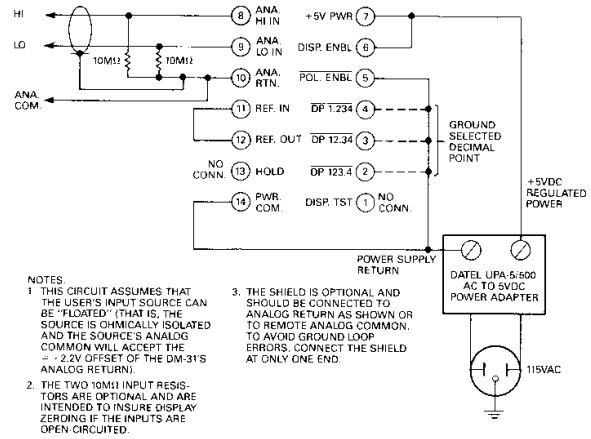 HI
LO
ANA.
COM.
10MΩ
10MΩ
8 ANA.
HI IN
9 ANA.
LO IN
10 ANA.
RTN.
11 REF. IN
12 REF. OUT
NO
CONN.
13 HOLD
14 PWR.
COM.
+5V PWR 7
DISP. ENBL 6
POL. ENBL 5
DP 1.234 4
DP 12.34 3
DP 123.4 2
DISP. TST 1 NO
CONN.
GROUND
SELECTED
DECIMAL
POINT
+5VDC
REGULATED
POWER
POWER SUPPLY
RETURN
DATEL UPA-5/500
AC TO 5VDC
POWER ADAPTER
115VAC
NOTES.
1 THIS CIRCUIT ASSUMES THAT
THE USER'S INPUT SOURCE CAN
BE "FLOATED" (THAT IS, THE
SOURCE IS OHMICALLY ISOLATED
AND THE SOURCE'S ANALOG
COMMON WILL ACCEPT THE
2.2V OFFSET OF THE DM-31'S
ANALOG RETURN).
2. THE TWO 10MΩ INPUT RESIS-
TORS ARE OPTIONAL AND ARE
INTENDED TO INSURE DISPLAY
ZEROING IF THE INPUTS ARE
OPEN-CIRCUITED.
3. THE SHIELD IS OPTIONAL AND
SHOULD BE CONNECTED TO
ANALOG RETURN AS SHOWN OR
TO REMOTE ANALOG COMMON.
TO AVOID GROUND LOOP
ERRORS, CONNECT THE SHIELD
AT ONLY ONE END.